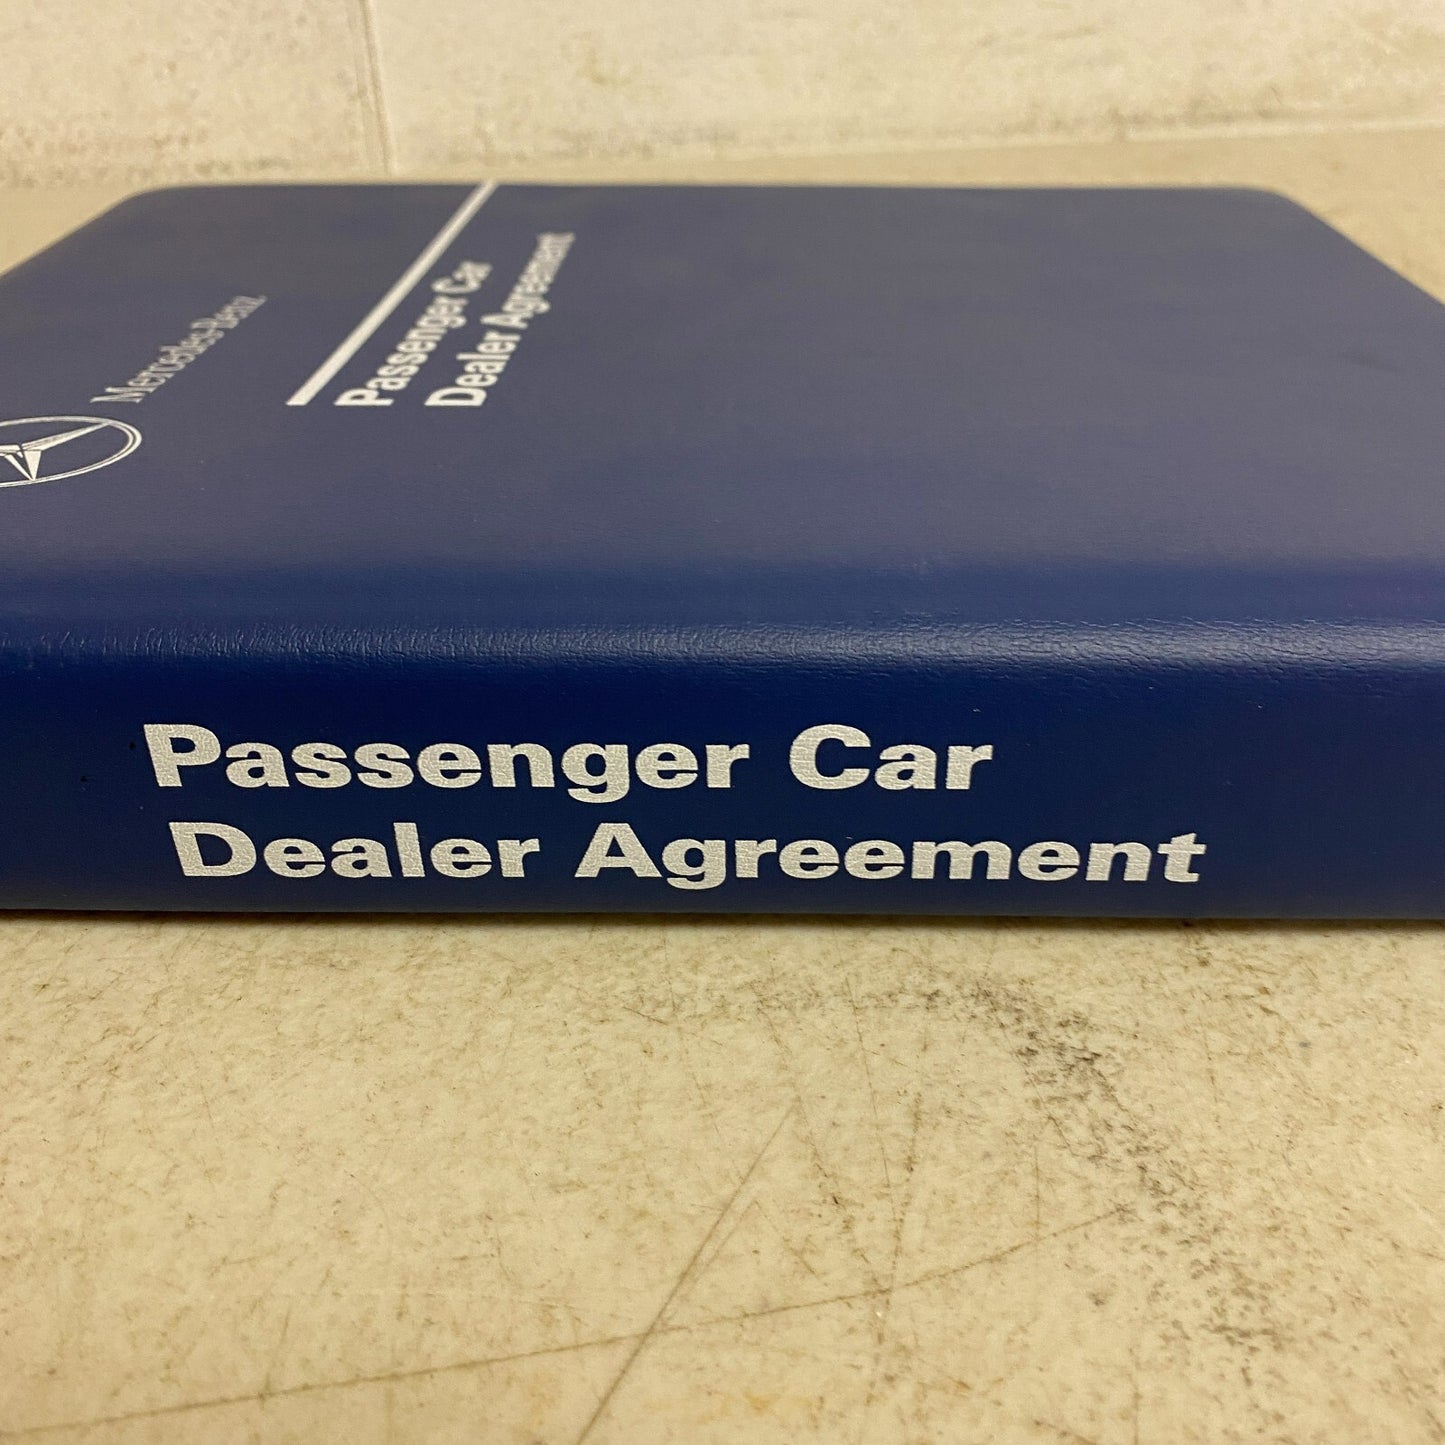 Mercedes-Benz
Passenger Car
Dealer Agreement
Passenger Car
Dealer Agreement